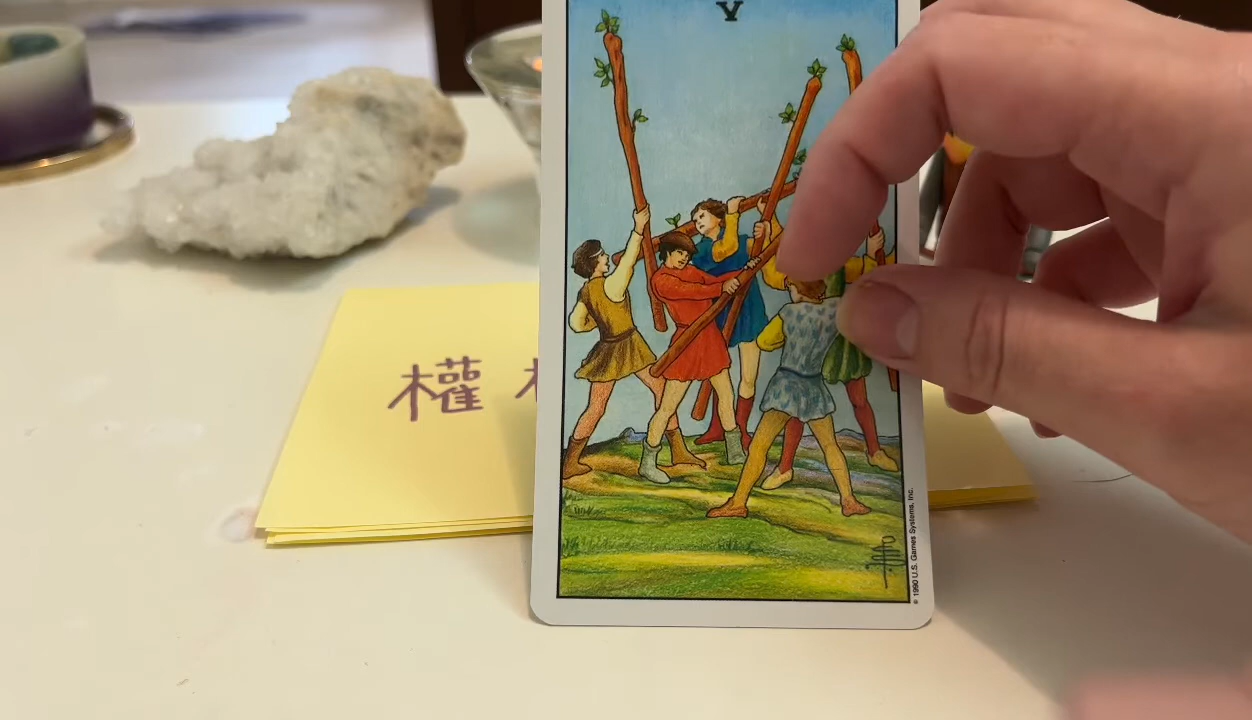 V
權
© 1990 U.S. Games Systems, Inc.